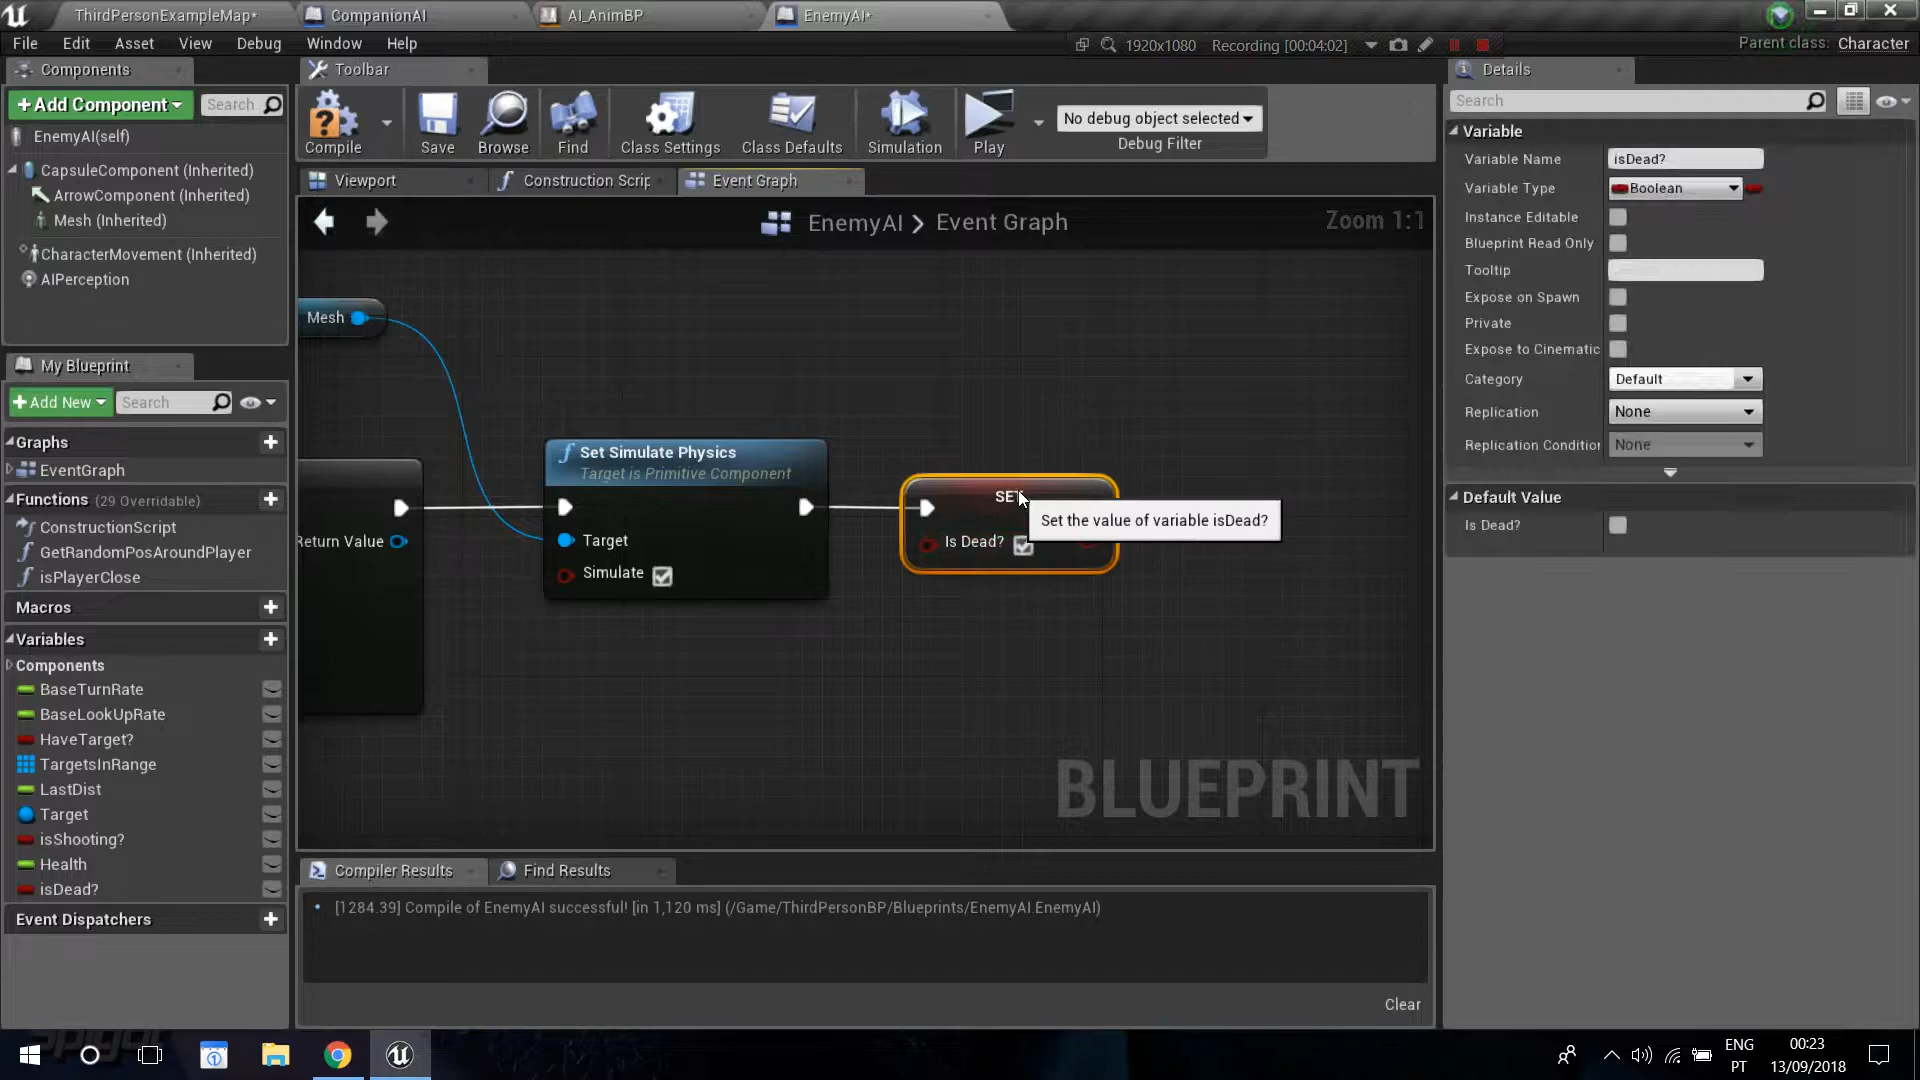 ThirdPersonExampleMap*
CompanionAI
AI_AnimBP
EnemyAI*
File Edit Asset View Debug Window Help
1920x1080 Recording [00:04:02]
Parent class: Character
Components
+Add Component
Search
EnemyAI(self)
CapsuleComponent (Inherited)
ArrowComponent (Inherited)
Mesh (Inherited)
CharacterMovement (Inherited)
AIPerception
My Blueprint
+Add New
Search
Graphs
EventGraph
Functions (29 Overridable)
ConstructionScript
GetRandomPosAroundPlayer
isPlayerClose
Macros
Variables
Components
BaseTurnRate
BaseLookUpRate
HaveTarget?
TargetsInRange
LastDist
Target
isShooting?
Health
isDead?
Event Dispatchers
Toolbar
Compile
Save
Browse
Find
Class Settings
Class Defaults
Simulation
Play
No debug object selected
Debug Filter
Viewport
Construction Scrip
Event Graph
EnemyAI > Event Graph
Zoom 1:1
Mesh
Return Value
Set Simulate Physics
Target is Primitive Component
Target
Simulate
SET
Is Dead?
Set the value of variable isDead?
BLUEPRINT
Compiler Results
Find Results
[1284.39] Compile of EnemyAI successful! [in 1,120 ms] (/Game/ThirdPersonBP/Blueprints/EnemyAI.EnemyAI)
Clear
Details
Search
Variable
Variable Name isDead?
Variable Type Boolean
Instance Editable
Blueprint Read Only
Tooltip
Expose on Spawn
Private
Expose to Cinematic
Category Default
Replication None
Replication Condition None
Default Value
Is Dead?
ENG
PT
00:23
13/09/2018